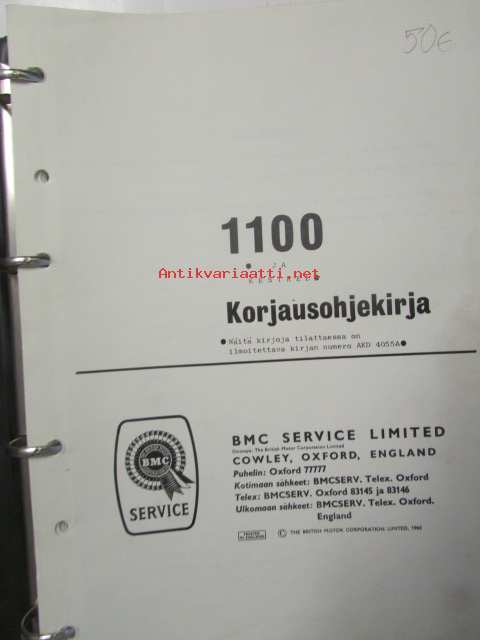 50€
1100
JA
KESTREL
Antikvariaatti.net
Korjausohjekirja
Näitä kirjoja tilattaessa on
ilmoitettava kirjan numero AKD 4055A
BMC SERVICE LIMITED
COWLEY, OXFORD, ENGLAND
Puhelin: Oxford 77777
Kotimaan sähkeet: BMCSERV. Telex. Oxford
Telex: BMCSERV. Oxford 83145 ja 83146
Ulkomaan sähkeet: BMCSERV. Telex. Oxford.
England
© THE BRITISH MOTOR CORPORATION LIMITED,
BMC
SERVICE